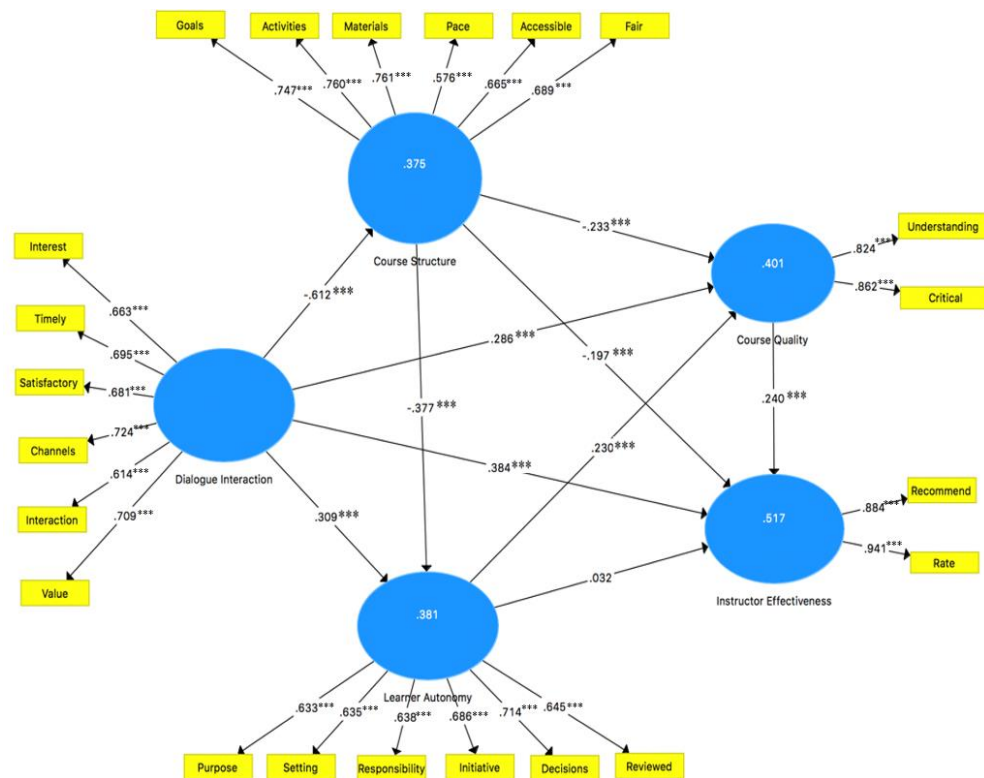 Goals
Activities
Materials
Pace
Accessible
Fair
.747***
.760***
.761***
.576***
.665***
.689***
.375
Course Structure
Interest
Timely
Satisfactory
Channels
Interaction
Value
.663***
.695***
.681***
.724***
.614***
.709***
Dialogue Interaction
-.612***
-.233***
.286***
-.197***
-.377***
.384***
.230***
.309***
.032
.240***
.401
Course Quality
.824***
.862***
Understanding
Critical
.517
Instructor Effectiveness
.884***
.941***
Recommend
Rate
.381
Learner Autonomy
.633***
.635***
.638***
.686***
.714***
.645***
Purpose
Setting
Responsibility
Initiative
Decisions
Reviewed